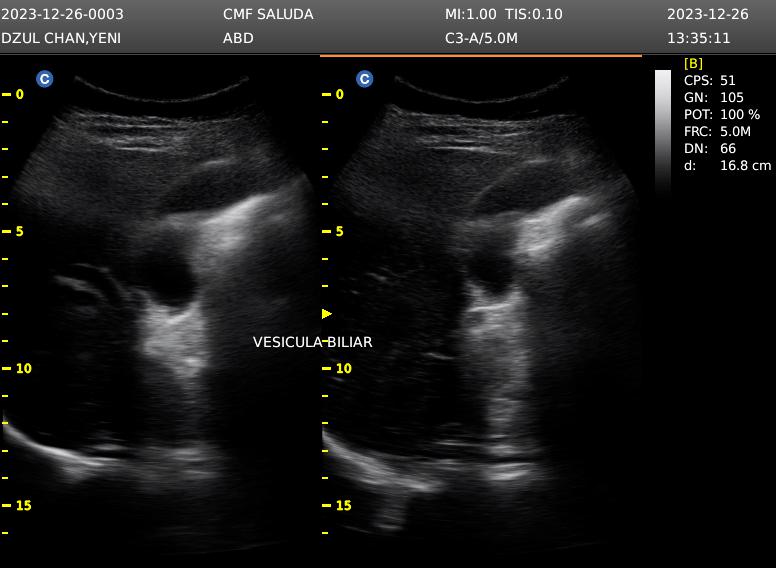 2023-12-26-0003 CMF SALUDA MI:1.00 TIS:0.10 2023-12-26
DZUL CHAN,YENI ABD C3-A/5.0M 13:35:11
[B]
CPS: 51
GN: 105
POT: 100 %
FRC: 5.0M
DN: 66
d: 16.8 cm
C C
0 0
5 5
VESICULA BILIAR
10 10
15 15